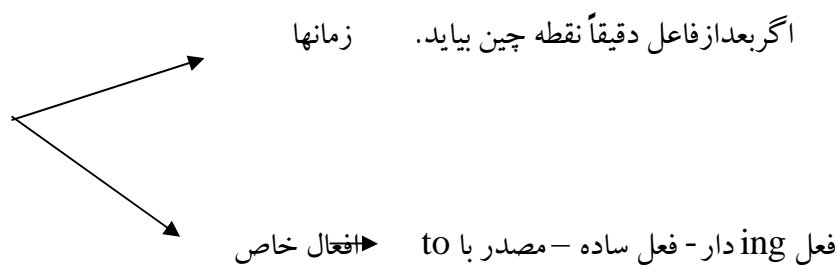 اگربعدازفاعل دقیقاً نقطه چین بیاید. زمانها
فعل ing دار - فعل ساده – مصدر با to افعال خاص